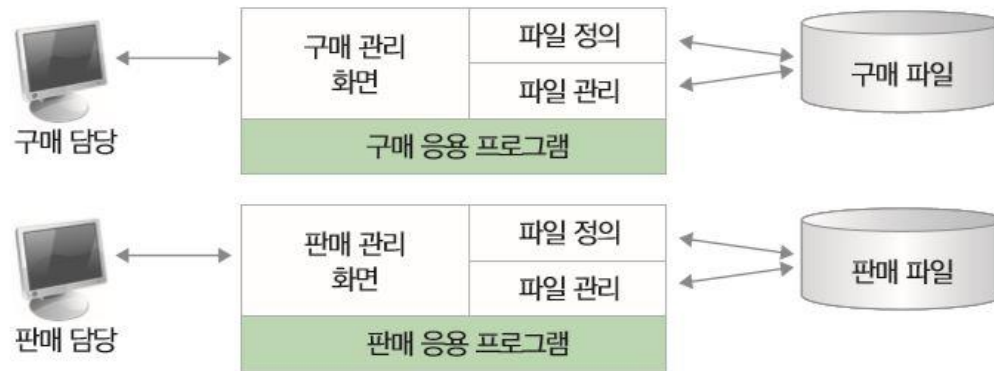 구매 담당
구매 관리
화면
파일 정의
파일 관리
구매 응용 프로그램
구매 파일
판매 담당
판매 관리
화면
파일 정의
파일 관리
판매 응용 프로그램
판매 파일